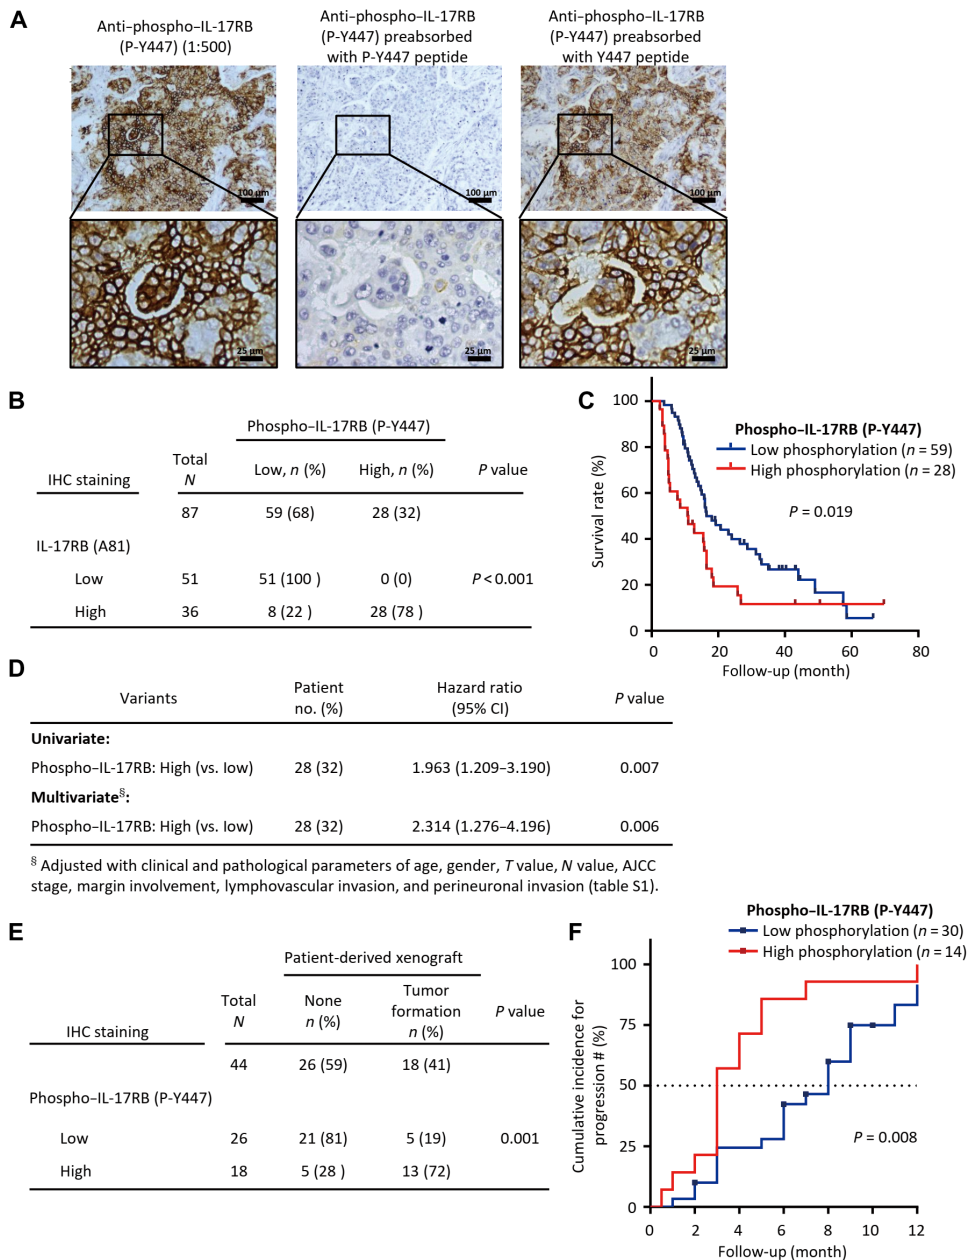 A
Anti–phospho–IL-17RB
(P-Y447) (1:500)
Anti–phospho–IL-17RB
(P-Y447) preabsorbed
with P-Y447 peptide
Anti–phospho–IL-17RB
(P-Y447) preabsorbed
with Y447 peptide
100 µm
100 µm
100 µm
25 µm
25 µm
25 µm
B
Phospho–IL-17RB (P-Y447)
IHC staining
Total
N
Low, n (%)
High, n (%)
P value
87 59 (68) 28 (32)
IL-17RB (A81)
Low 51 51 (100 ) 0 (0) P < 0.001
High 36 8 (22 ) 28 (78 )
C
Phospho–IL-17RB (P-Y447)
Low phosphorylation (n = 59)
High phosphorylation (n = 28)
P = 0.019
Survival rate (%)
100
80
60
40
20
0
0 20 40 60 80
Follow-up (month)
D
Variants
Patient
no. (%)
Hazard ratio
(95% CI)
P value
Univariate:
Phospho–IL-17RB: High (vs. low) 28 (32) 1.963 (1.209–3.190) 0.007
Multivariate§:
Phospho–IL-17RB: High (vs. low) 28 (32) 2.314 (1.276–4.196) 0.006
§ Adjusted with clinical and pathological parameters of age, gender, T value, N value, AJCC
stage, margin involvement, lymphovascular invasion, and perineuronal invasion (table S1).
E
Patient-derived xenograft
IHC staining
Total
N
None
n (%)
Tumor
formation
n (%)
P value
44 26 (59) 18 (41)
Phospho–IL-17RB (P-Y447)
Low 26 21 (81) 5 (19) 0.001
High 18 5 (28 ) 13 (72)
F
Phospho–IL-17RB (P-Y447)
Low phosphorylation (n = 30)
High phosphorylation (n = 14)
Cumulative incidence for
progression # (%)
100
75
50
25
0
P = 0.008
0 2 4 6 8 10 12
Follow-up (month)